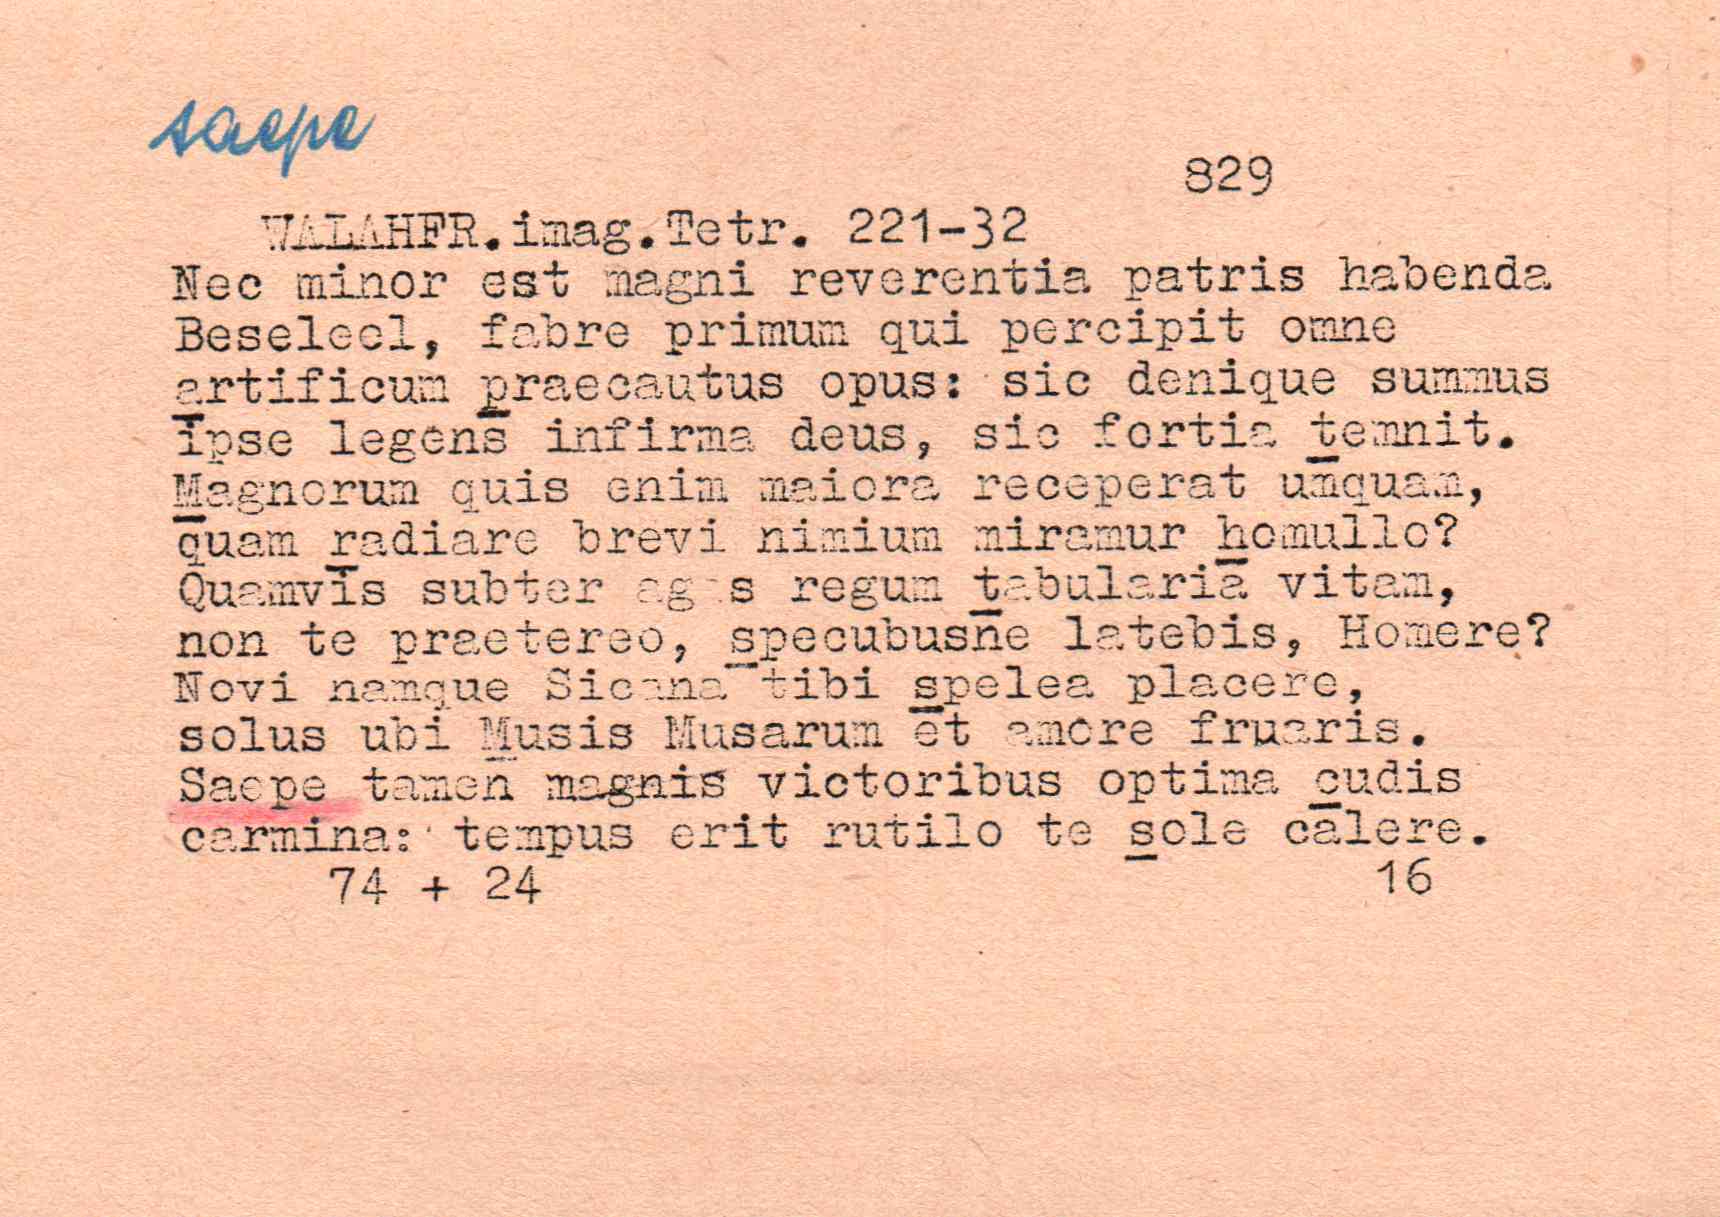 saepe
829
WALAHFR.imag.Tetr. 221-32
Nec minor est magni reverentia patris habenda
Beseleel, fabre primum qui percipit omne
artificum praecautus opus: sic denique summus
ipse legens infirma deus, sic fortia temnit.
Magnorum quis enim maiora receperat umquam,
quam radiare brevi nimium miramur homullo?
Quamvis subter agas regum tabularia vitam,
non te praetereo, specubusne latebis, Homere?
Novi namque Sicana tibi spelea placere,
solus ubi Musis Musarum et amore fruaris.
Saepe tamen magnis victoribus optima cudis
carmina: tempus erit rutilo te sole calere.
74 + 24 16